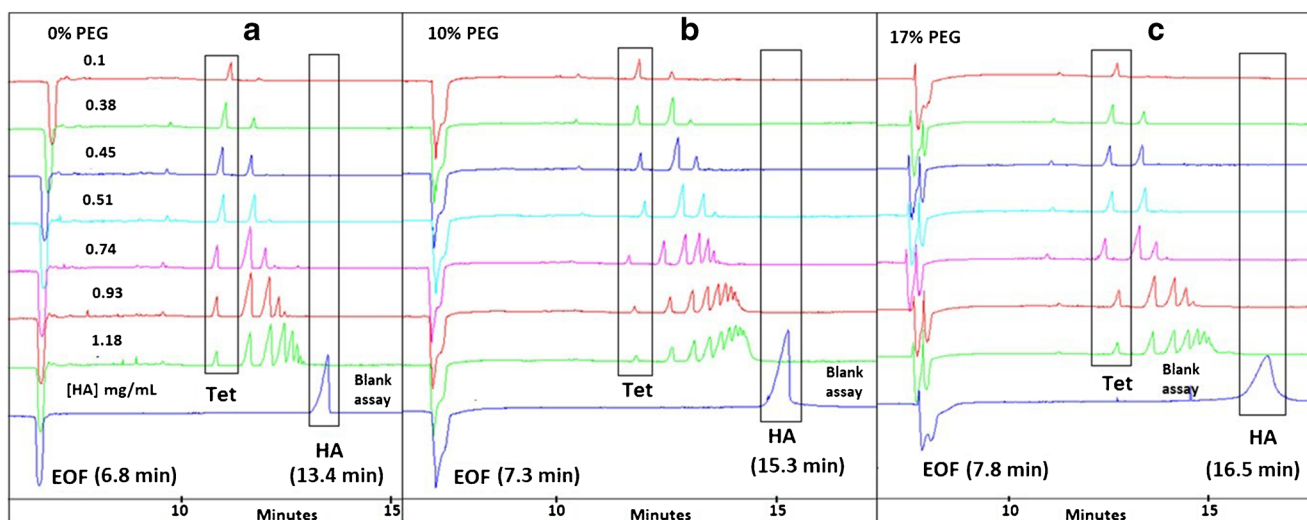 0% PEG
a
0.1
0.38
0.45
0.51
0.74
0.93
1.18
[HA] mg/mL
Tet
Blank
assay
HA
(13.4 min)
EOF (6.8 min)
10
15
Minutes
10% PEG
b
Tet
Blank
assay
HA
(15.3 min)
EOF (7.3 min)
10
15
Minutes
17% PEG
c
Tet
Blank
assay
HA
(16.5 min)
EOF (7.8 min)
10
15
Minutes